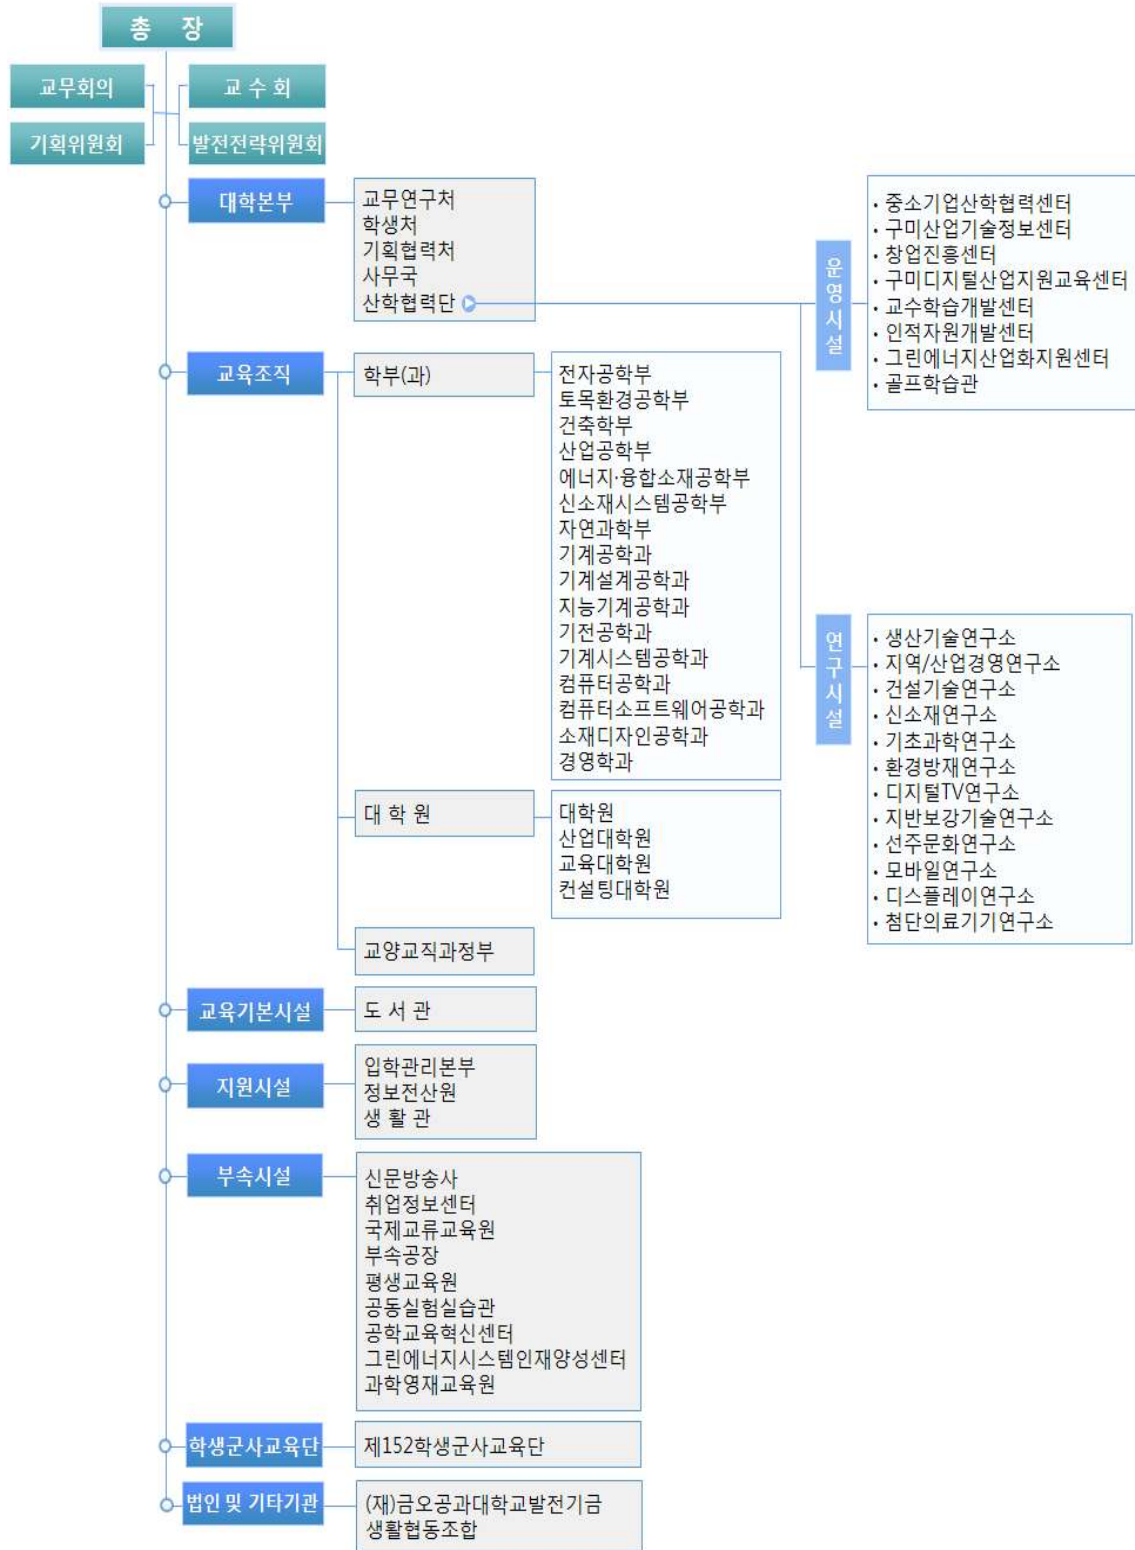 총 장
교무회의
교 수 회
기획위원회
발전전략위원회
대학본부
교무연구처
학생처
기획협력처
사무국
산학협력단
운영시설
· 중소기업산학협력센터
· 구미산업기술정보센터
· 창업진흥센터
· 구미디지털산업지원교육센터
· 교수학습개발센터
· 인적자원개발센터
· 그린에너지산업화지원센터
· 골프학습관
교육조직
학부(과)
전자공학부
토목환경공학부
건축학부
산업공학부
에너지·융합소재공학부
신소재시스템공학부
자연과학부
기계공학과
기계설계공학과
지능기계공학과
기전공학과
기계시스템공학과
컴퓨터공학과
컴퓨터소프트웨어공학과
소재디자인공학과
경영학과
연구시설
· 생산기술연구소
· 지역/산업경영연구소
· 건설기술연구소
· 신소재연구소
· 기초과학연구소
· 환경방재연구소
· 디지털TV연구소
· 지반보강기술연구소
· 선주문화연구소
· 모바일연구소
· 디스플레이연구소
· 첨단의료기기연구소
대 학 원
대학원
산업대학원
교육대학원
컨설팅대학원
교양교직과정부
교육기본시설
도 서 관
지원시설
입학관리본부
정보전산원
생 활 관
부속시설
신문방송사
취업정보센터
국제교류교육원
부속공장
평생교육원
공동실험실습관
공학교육혁신센터
그린에너지시스템인재양성센터
과학영재교육원
학생군사교육단
제152학생군사교육단
법인 및 기타기관
(재)금오공과대학교발전기금
생활협동조합